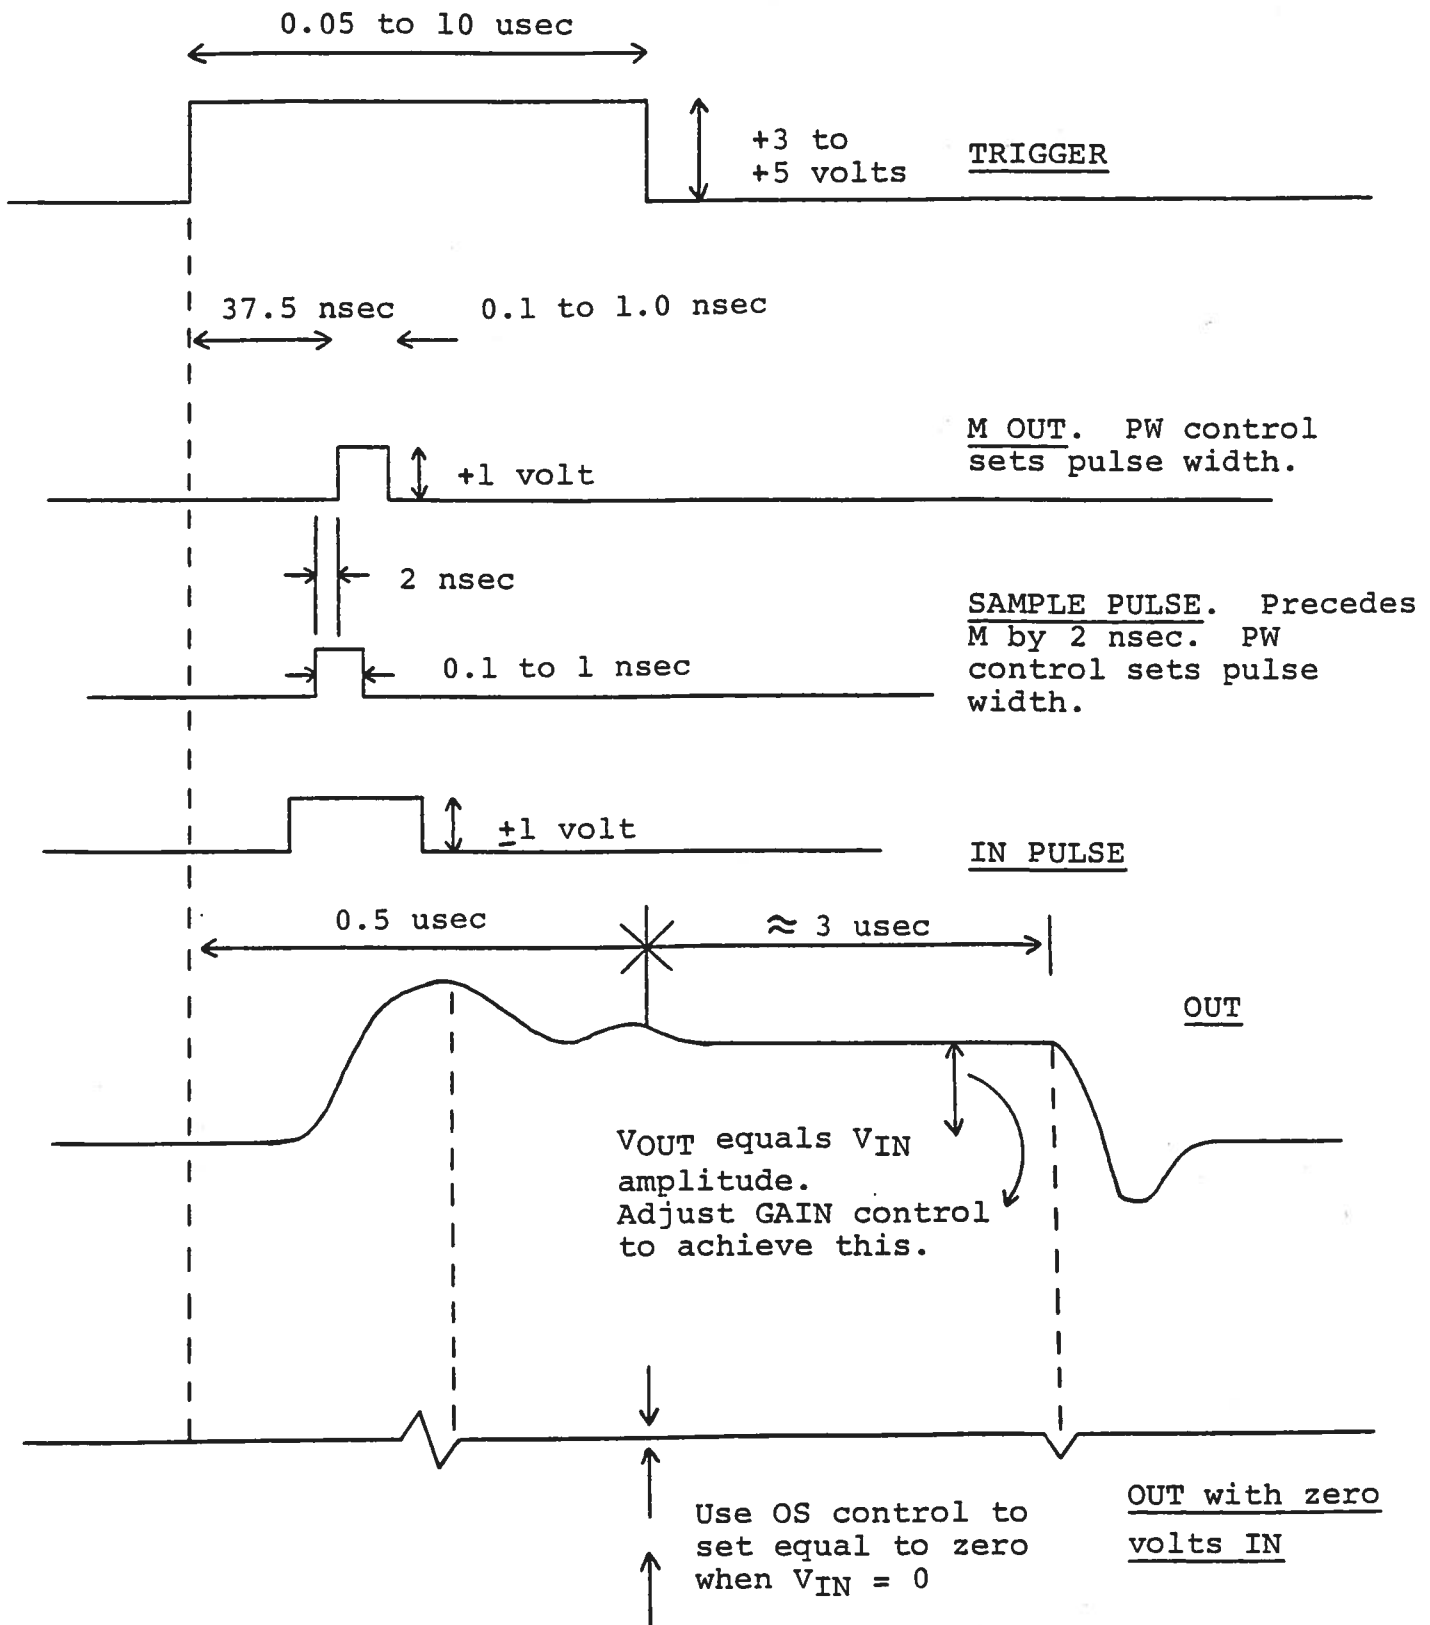 0.05 to 10 usec
+3 to
+5 volts
TRIGGER
37.5 nsec
0.1 to 1.0 nsec
M OUT. PW control
sets pulse width.
+1 volt
2 nsec
SAMPLE PULSE. Precedes
M by 2 nsec. PW
control sets pulse
width.
0.1 to 1 nsec
±1 volt
IN PULSE
0.5 usec
≈ 3 usec
OUT
VOUT equals VIN
amplitude.
Adjust GAIN control
to achieve this.
Use OS control to
set equal to zero
when VIN = 0
OUT with zero
volts IN